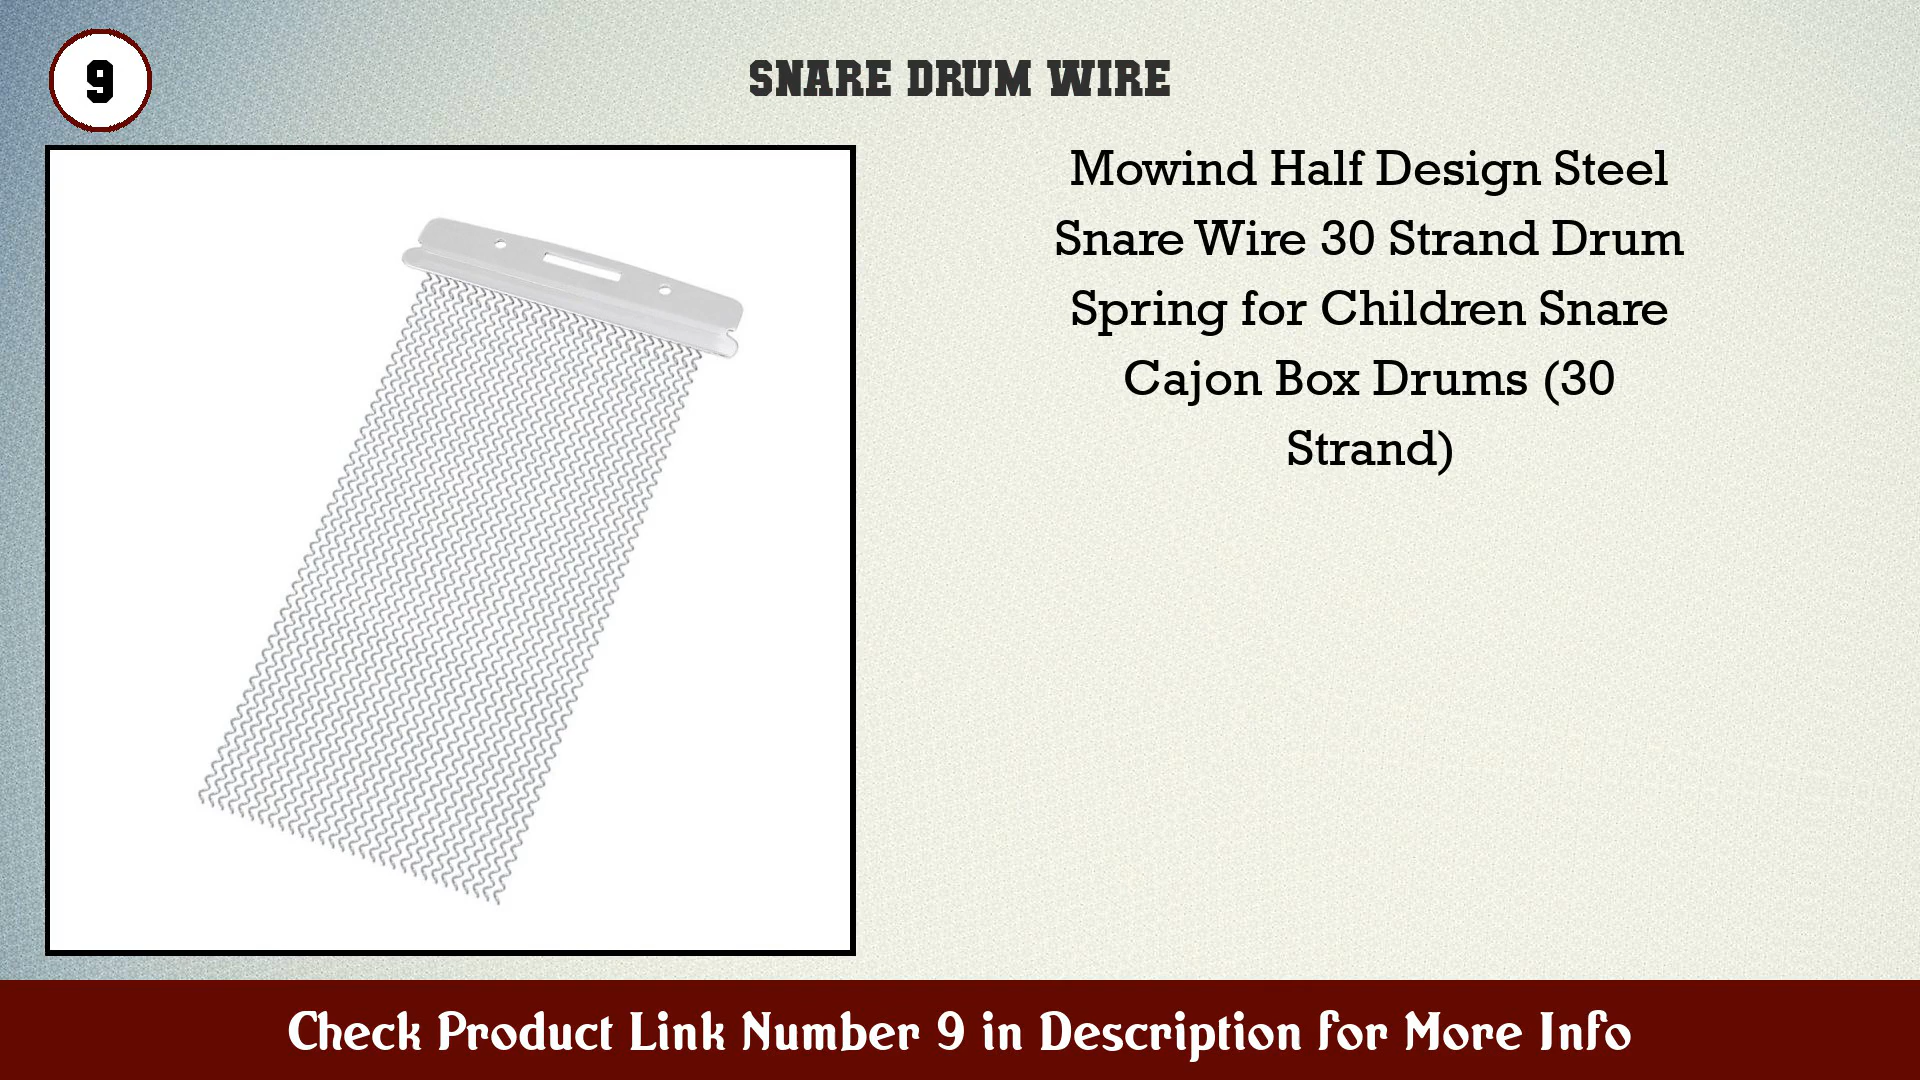 9
SNARE DRUM WIRE
Mowind Half Design Steel
Snare Wire 30 Strand Drum
Spring for Children Snare
Cajon Box Drums (30
Strand)
Check Product Link Number 9 in Description for More Info